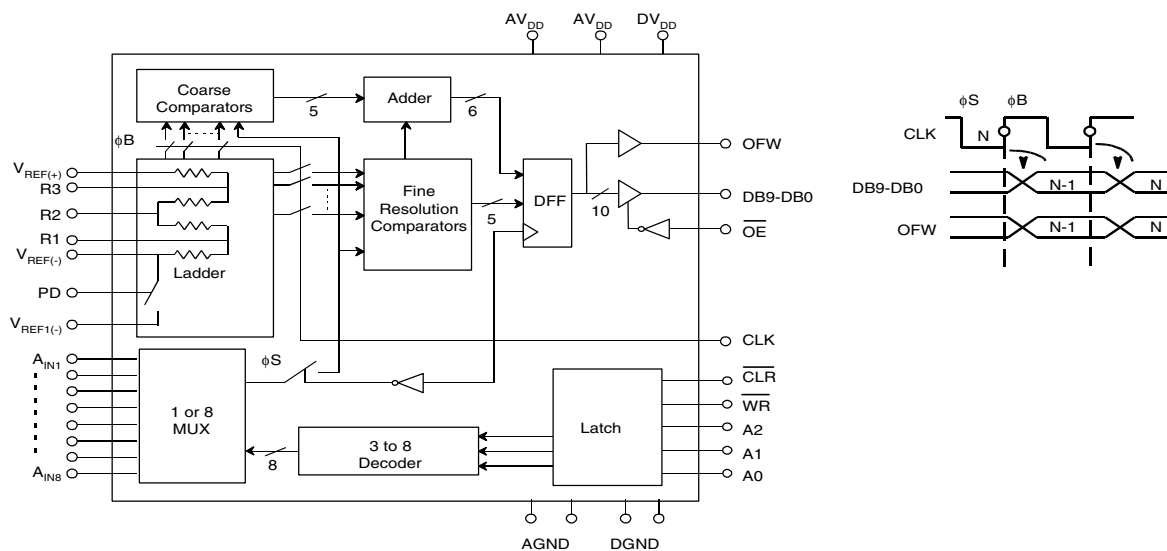 AVDD AVDD DVDD
Coarse
Comparators
5
Adder
6
ϕB
VREF(+)
R3
R2
R1
VREF(-)
PD
VREF1(-)
Ladder
Fine
Resolution
Comparators
5
DFF
10
OFW
DB9-DB0
OE
CLK
AIN1
AIN8
1 or 8
MUX
ϕS
8
3 to 8
Decoder
Latch
CLR
WR
A2
A1
A0
AGND DGND
ϕS ϕB
CLK
N
DB9-DB0
N-1 N
OFW
N-1 N